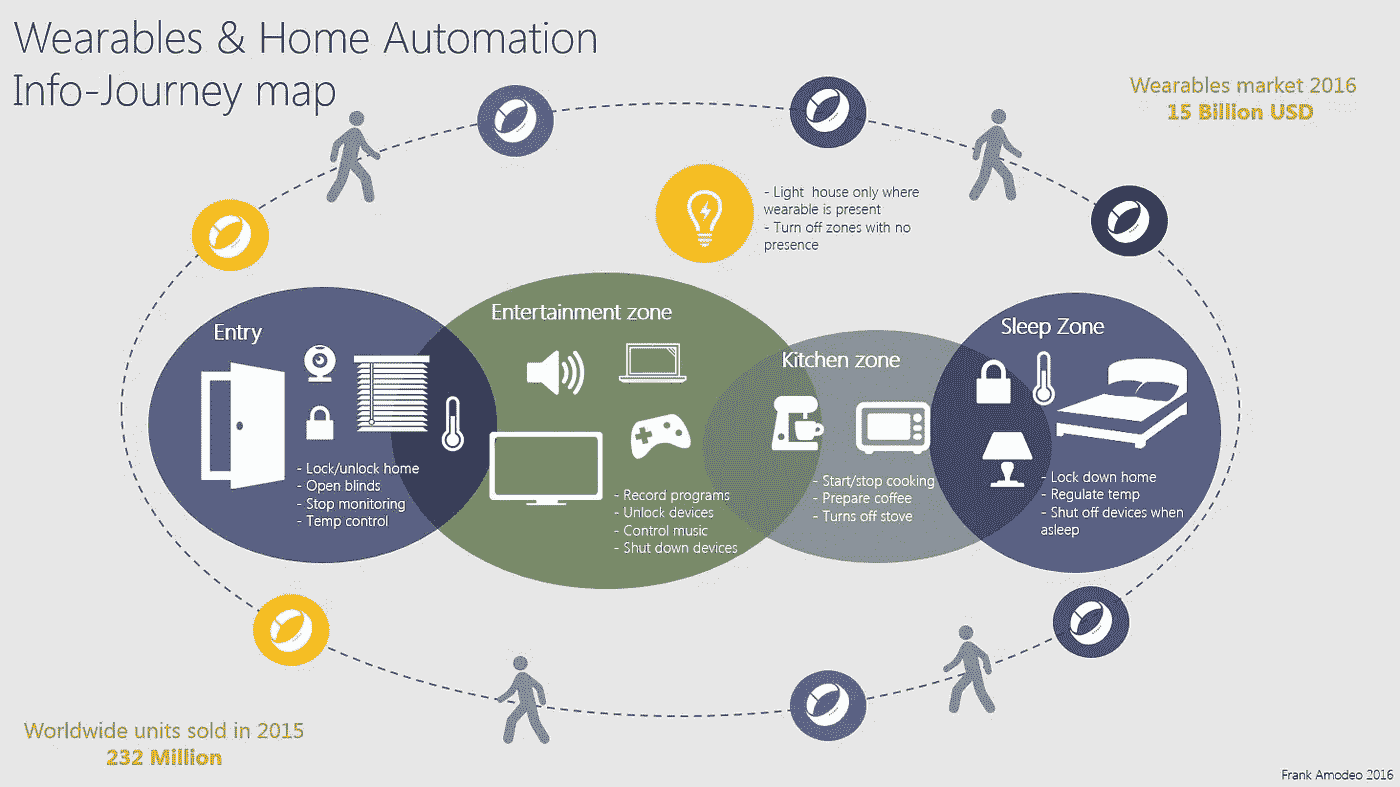 Wearables & Home Automation
Info-Journey map
Wearables market 2016
15 Billion USD
- Light  house only where
wearable is present
- Turn off zones with no
presence
Entry
- Lock/unlock home
- Open blinds
- Stop monitoring
- Temp control
Entertainment zone
- Record programs
- Unlock devices
- Control music
- Shut down devices
Kitchen zone
- Start/stop cooking
- Prepare coffee
- Turns off stove
Sleep Zone
- Lock down home
- Regulate temp
- Shut off devices when
asleep
Worldwide units sold in 2015
232 Million
Frank Amodeo 2016